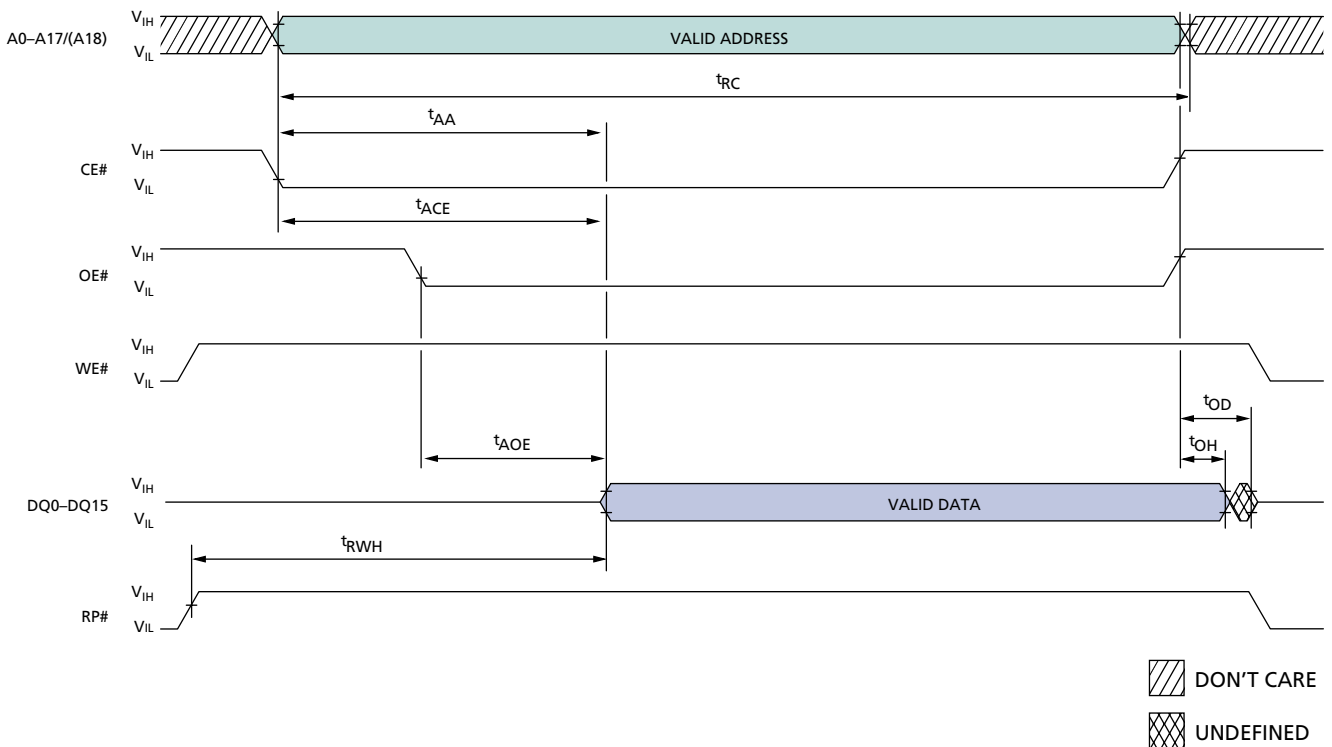 VIH
A0–A17/(A18)
VALID ADDRESS
VIL
tRC
tAA
VIH
CE#
VIL
tACE
VIH
OE#
VIL
VIH
WE#
VIL
tOD
tAOE
tOH
VIH
DQ0–DQ15
VALID DATA
VIL
tRWH
VIH
RP#
VIL
DON'T CARE
UNDEFINED